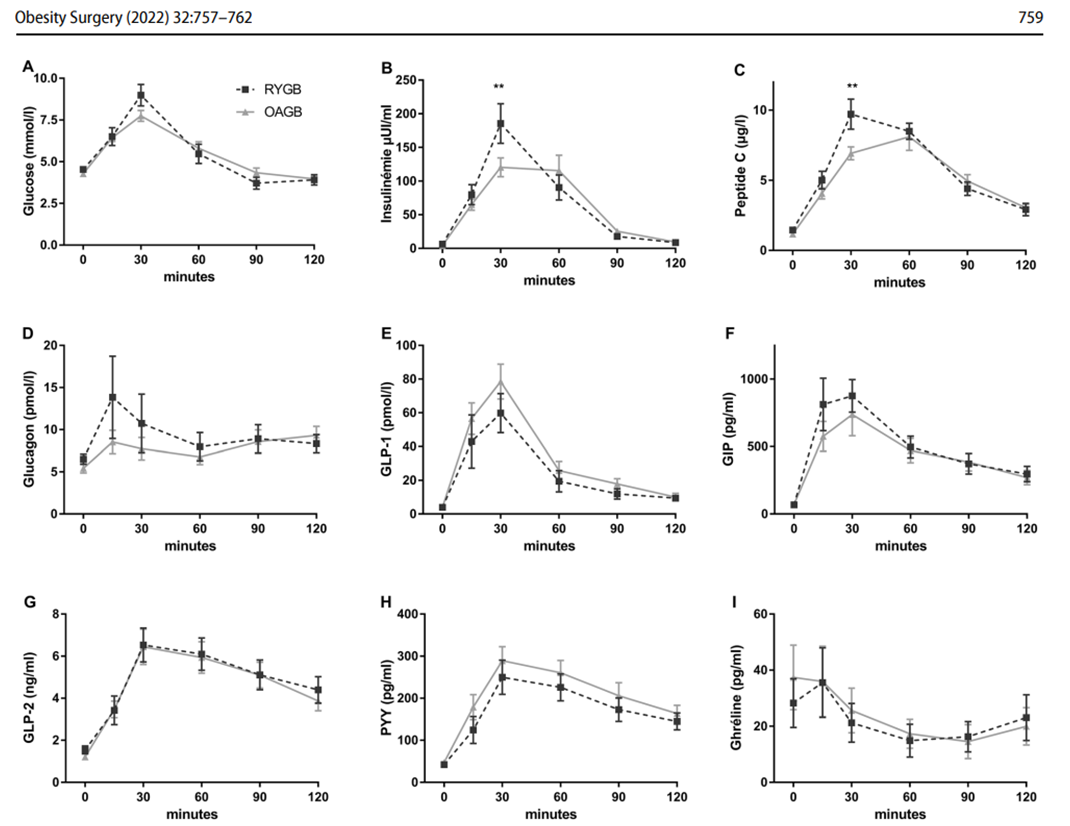 Obesity Surgery (2022) 32:757–762 759
A
Glucose (mmol/l)
10.0
7.5
5.0
2.5
0.0
0 30 60 90 120
minutes
RYGB
OAGB
B
Insulinémie µUI/ml
250
200
150
100
50
0
**
0 30 60 90 120
minutes
C
Peptide C (µg/l)
10
5
0
**
0 30 60 90 120
minutes
D
Glucagon (pmol/l)
20
15
10
5
0
0 30 60 90 120
minutes
E
GLP-1 (pmol/l)
100
80
60
40
20
0
0 30 60 90 120
minutes
F
GIP (pg/ml)
1000
500
0
0 30 60 90 120
minutes
G
GLP-2 (ng/ml)
8
6
4
2
0
0 30 60 90 120
minutes
H
PYY (pg/ml)
400
300
200
100
0
0 30 60 90 120
minutes
I
Ghréline (pg/ml)
60
40
20
0
0 30 60 90 120
minutes